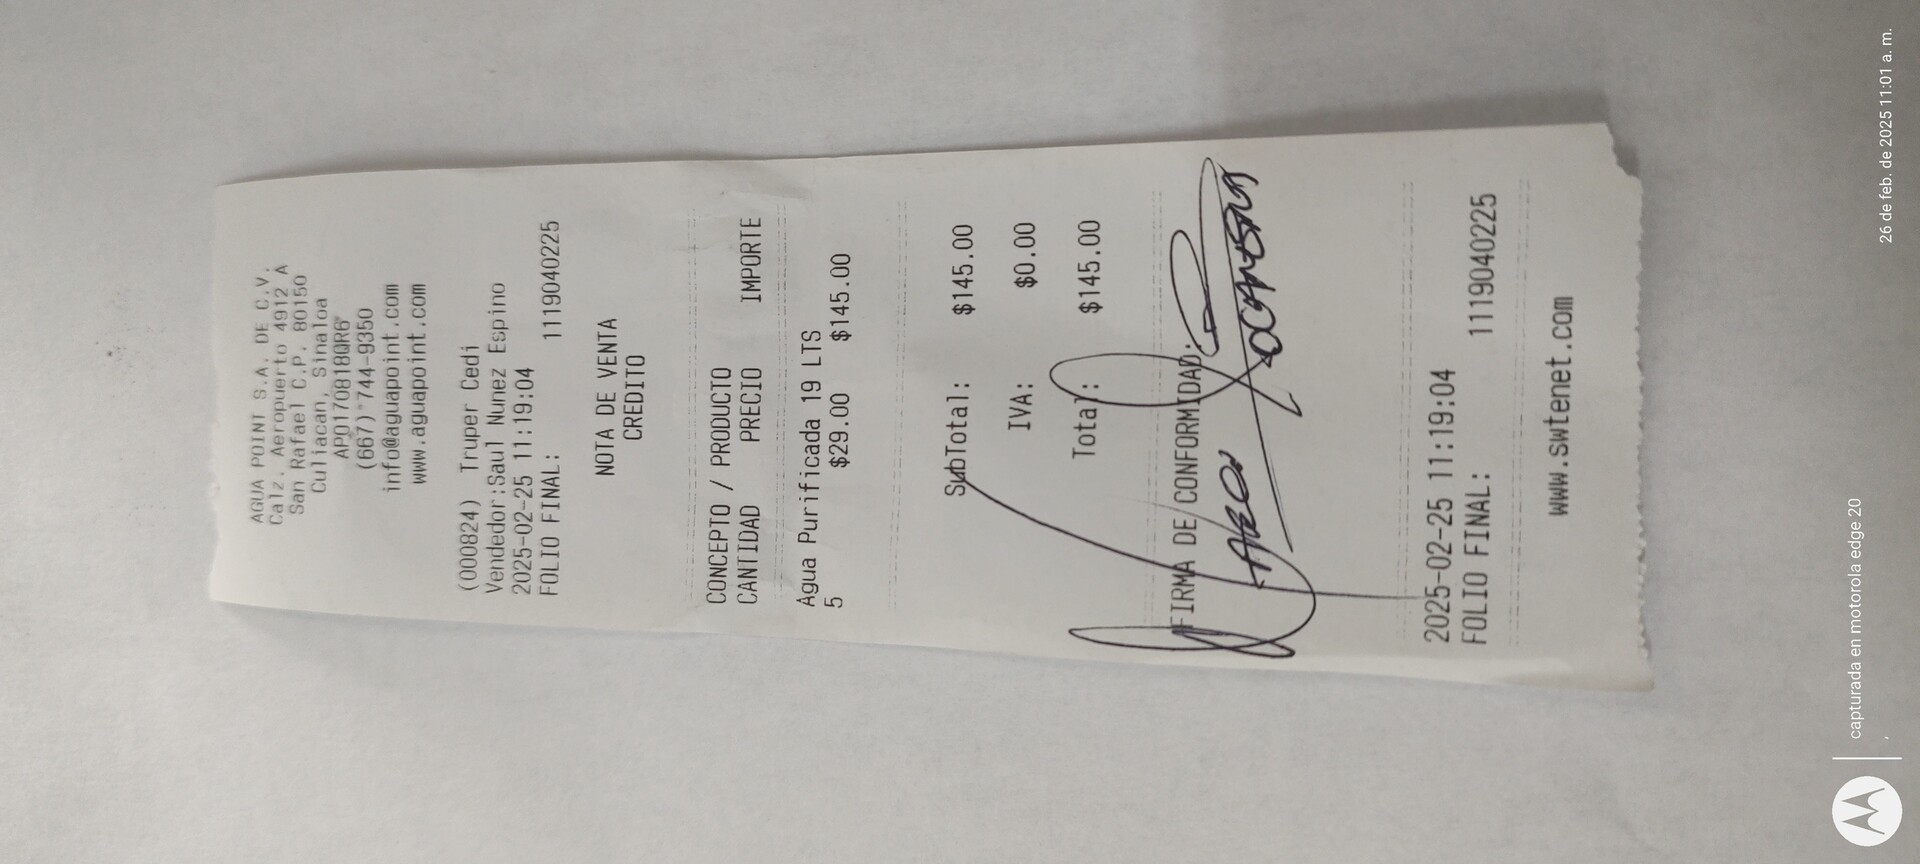 AGUA POINT S.A. DE C.V.
Calz. Aeropuerto 4912 A
San Rafael C.P. 80150
Culiacan, Sinaloa
APO170818QR6
(667) 744-9350
info@aguapoint.com
www.aguapoint.com
(000824) Truper Cedi
Vendedor:Saul Nunez Espino
2025-02-25 11:19:04
FOLIO FINAL: 1119040225
NOTA DE VENTA
CREDITO
CONCEPTO / PRODUCTO
CANTIDAD PRECIO IMPORTE
Agua Purificada 19 LTS
5 $29.00 $145.00
SubTotal: $145.00
IVA: $0.00
Total: $145.00
FIRMA DE CONFORMIDAD:
2025-02-25 11:19:04
FOLIO FINAL: 1119040225
www.swtenet.com
capturada en motorola edge 20
26 de feb. de 2025 11:01 a. m.